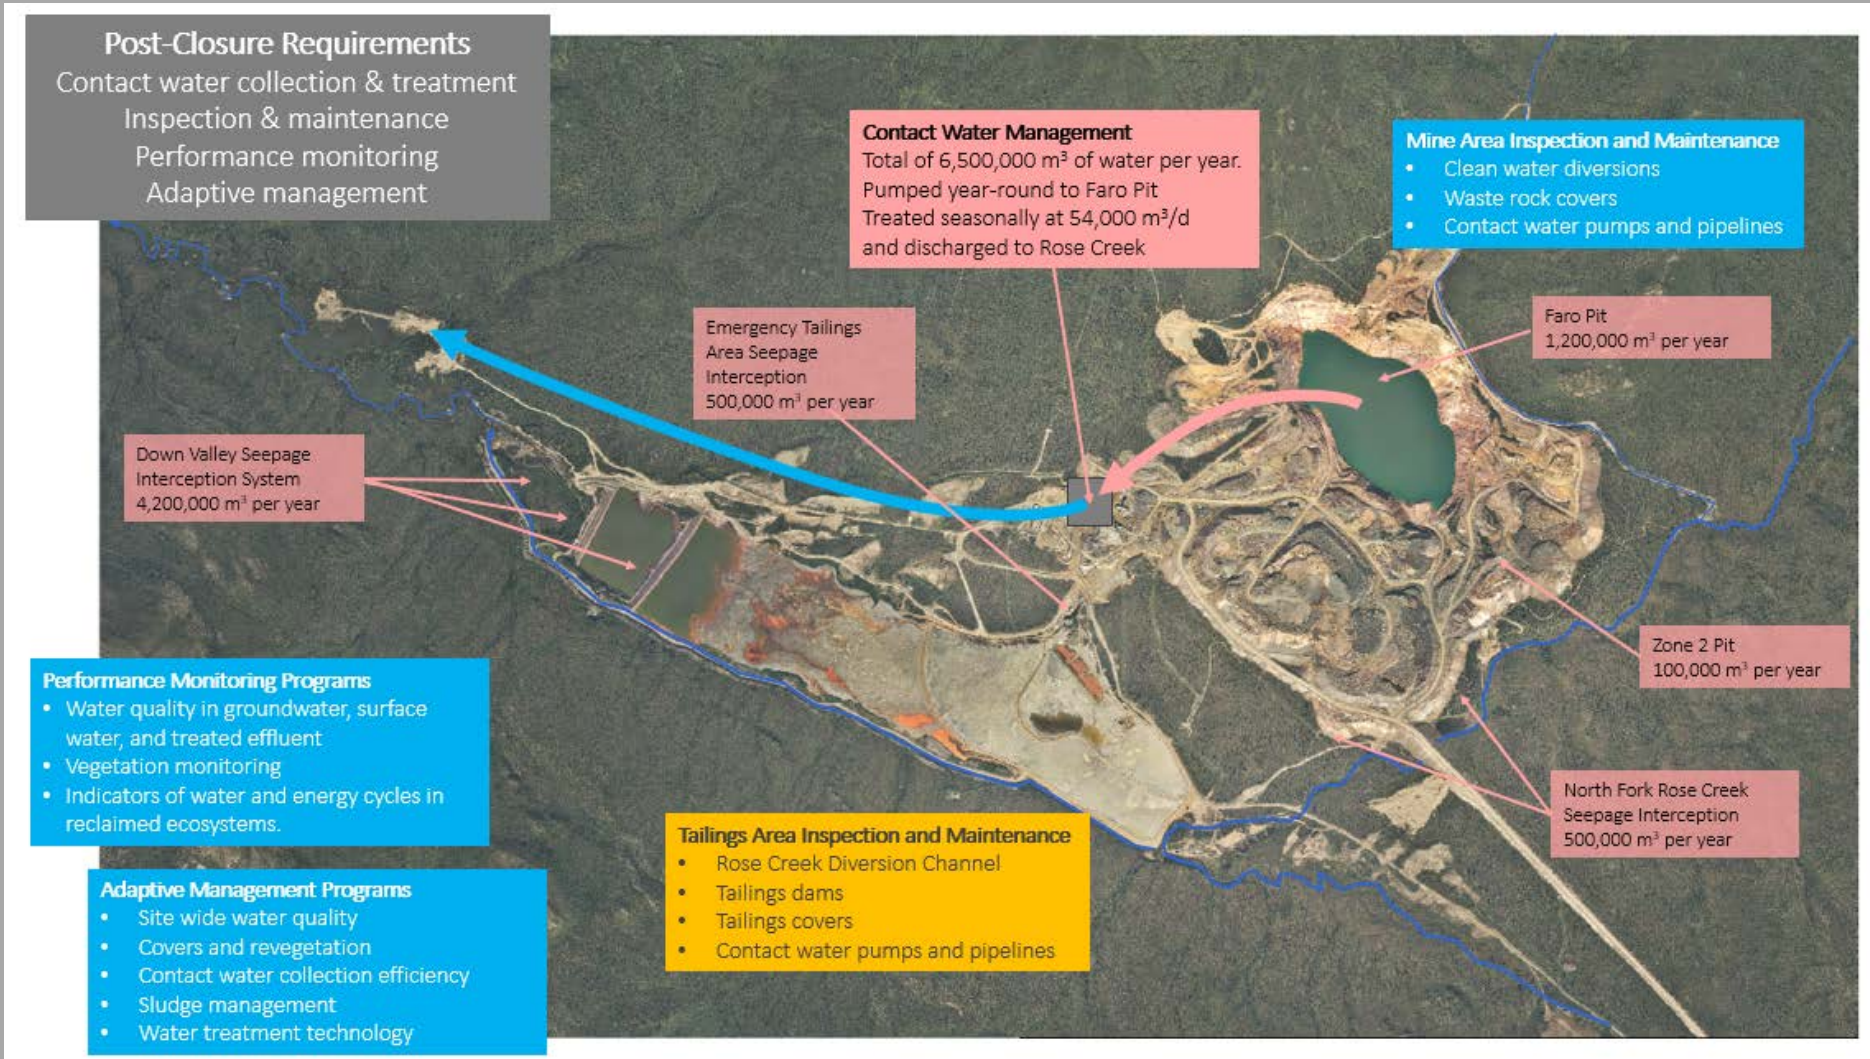 Post-Closure Requirements
Contact water collection & treatment
Inspection & maintenance
Performance monitoring
Adaptive management
Contact Water Management
Total of 6,500,000 m³ of water per year.
Pumped year-round to Faro Pit
Treated seasonally at 54,000 m³/d
and discharged to Rose Creek
Mine Area Inspection and Maintenance
• Clean water diversions
• Waste rock covers
• Contact water pumps and pipelines
Emergency Tailings
Area Seepage
Interception
500,000 m³ per year
Faro Pit
1,200,000 m³ per year
Down Valley Seepage
Interception System
4,200,000 m³ per year
Zone 2 Pit
100,000 m³ per year
Performance Monitoring Programs
• Water quality in groundwater, surface
water, and treated effluent
• Vegetation monitoring
• Indicators of water and energy cycles in
reclaimed ecosystems.
North Fork Rose Creek
Seepage Interception
500,000 m³ per year
Tailings Area Inspection and Maintenance
• Rose Creek Diversion Channel
• Tailings dams
• Tailings covers
• Contact water pumps and pipelines
Adaptive Management Programs
• Site wide water quality
• Covers and revegetation
• Contact water collection efficiency
• Sludge management
• Water treatment technology